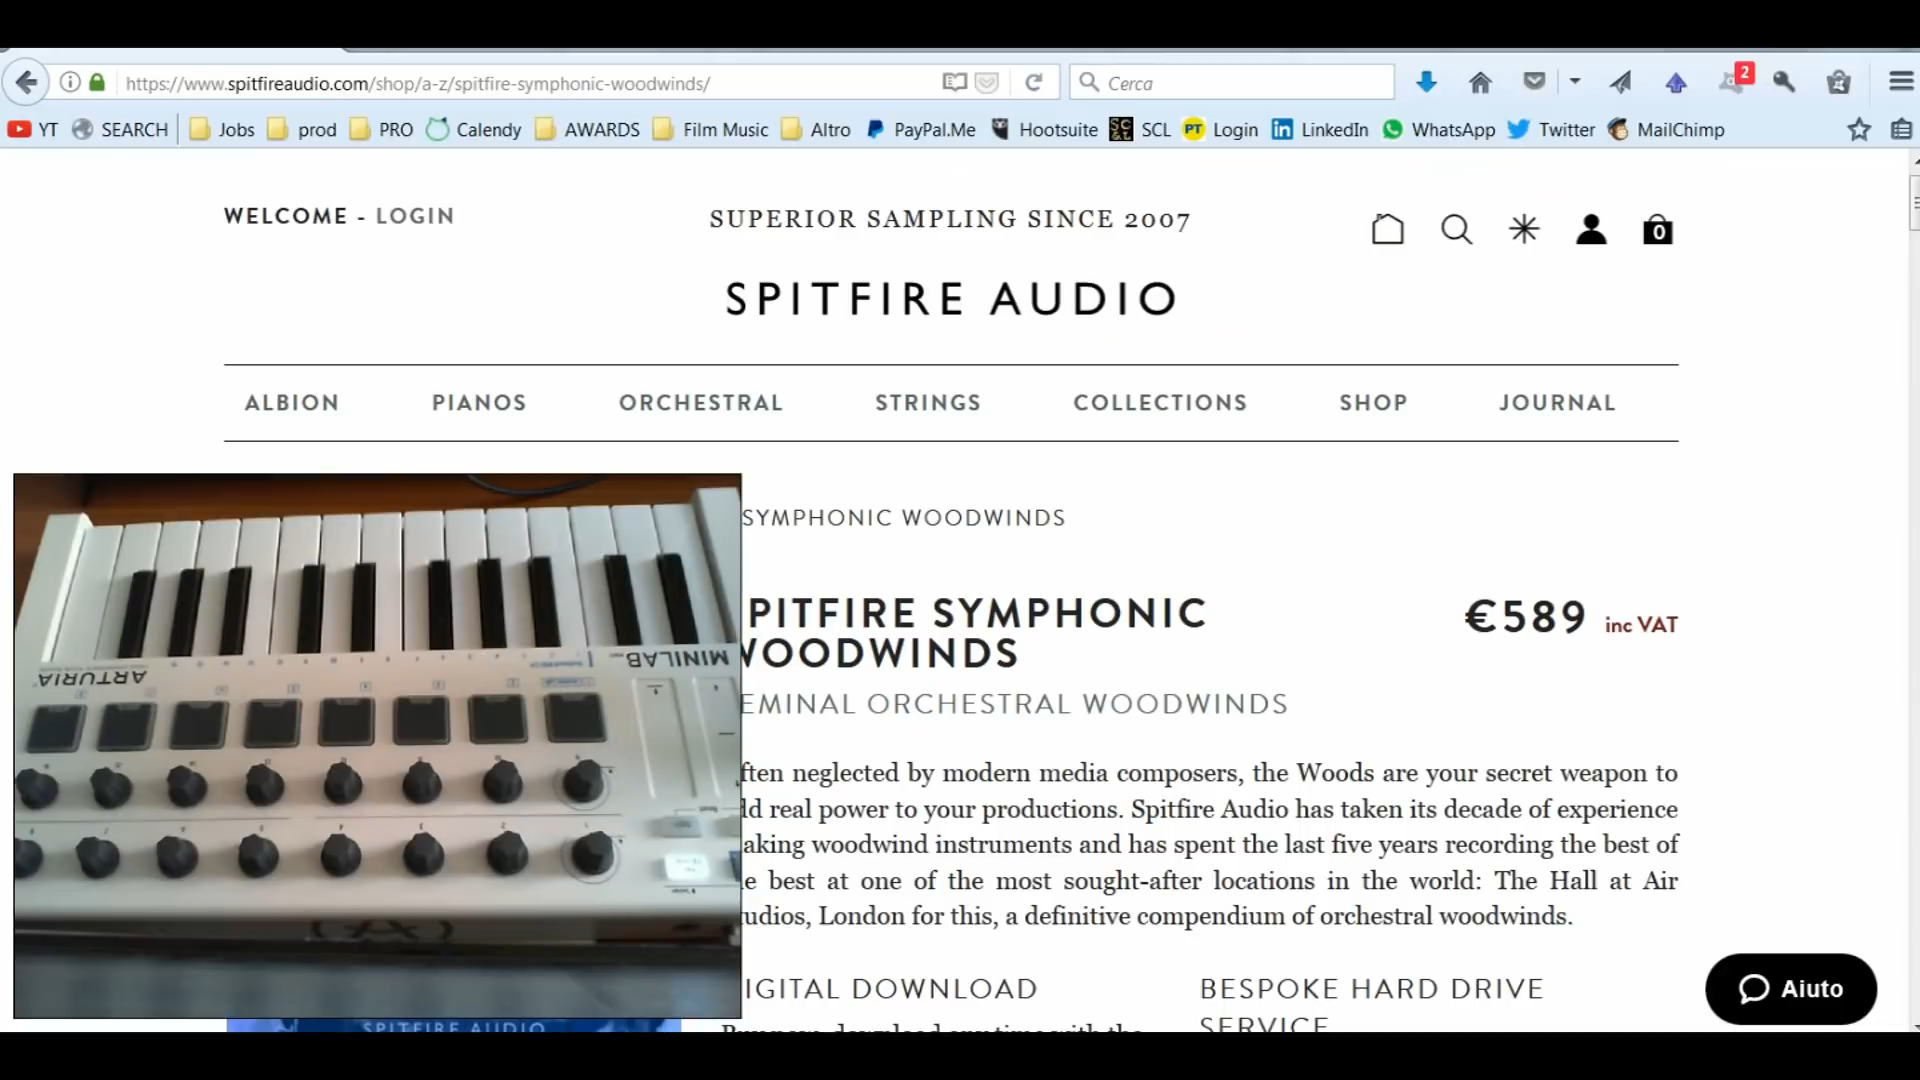 https://www.spitfireaudio.com/shop/a-z/spitfire-symphonic-woodwinds/
Cerca
2
YT SEARCH Jobs prod PRO Calendy AWARDS Film Music Altro PayPal.Me Hootsuite SCL PT Login LinkedIn WhatsApp Twitter MailChimp
WELCOME - LOGIN
SUPERIOR SAMPLING SINCE 2007
0
SPITFIRE AUDIO
ALBION PIANOS ORCHESTRAL STRINGS COLLECTIONS SHOP JOURNAL
SYMPHONIC WOODWINDS
PITFIRE SYMPHONIC
WOODWINDS
€589 inc VAT
EMINAL ORCHESTRAL WOODWINDS
ften neglected by modern media composers, the Woods are your secret weapon to
dd real power to your productions. Spitfire Audio has taken its decade of experience
aking woodwind instruments and has spent the last five years recording the best of
e best at one of the most sought-after locations in the world: The Hall at Air
tudios, London for this, a definitive compendium of orchestral woodwinds.
IGITAL DOWNLOAD
BESPOKE HARD DRIVE
SERVICE
Aiuto
ARTURIA
MINILAB
SPITFIRE AUDIO